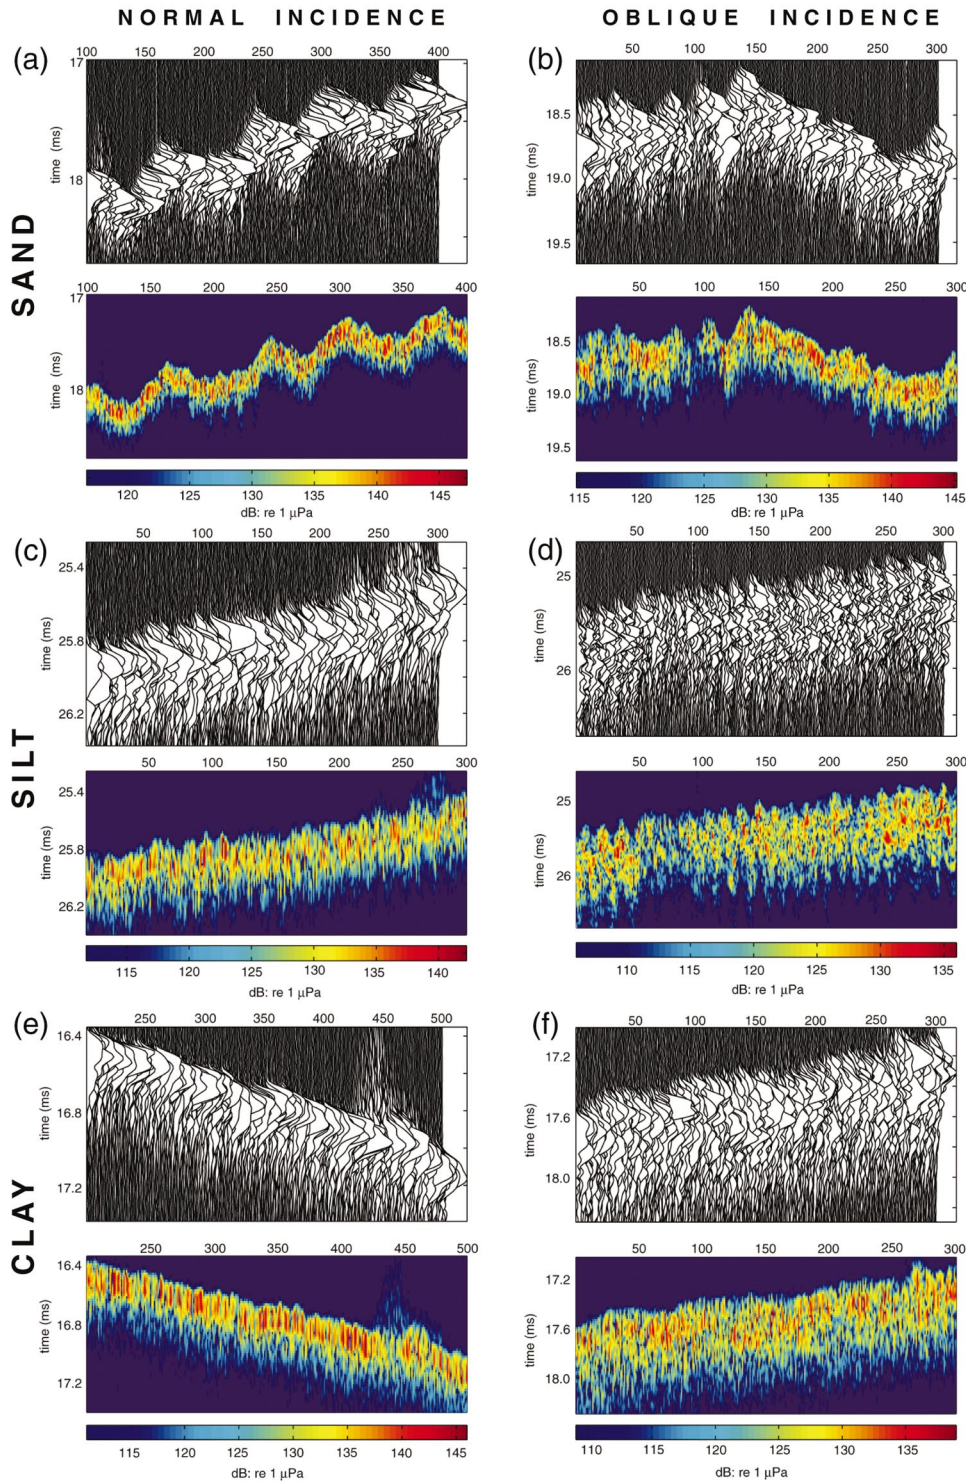 NORMAL INCIDENCE
OBLIQUE INCIDENCE
SAND
(a)
100 150 200 250 300 350 400
17
18
time (ms)
100 150 200 250 300 350 400
17
18
time (ms)
120 125 130 135 140 145
dB: re 1 μPa
(b)
50 100 150 200 250 300
18.5
19.0
19.5
time (ms)
50 100 150 200 250 300
18.5
19.0
19.5
time (ms)
115 120 125 130 135 140 145
dB: re 1 μPa
SILT
(c)
50 100 150 200 250 300
25.4
25.8
26.2
time (ms)
50 100 150 200 250 300
25.4
25.8
26.2
time (ms)
115 120 125 130 135 140
dB: re 1 μPa
(d)
50 100 150 200 250 300
25
26
time (ms)
50 100 150 200 250 300
25
26
time (ms)
110 115 120 125 130 135
dB: re 1 μPa
CLAY
(e)
250 300 350 400 450 500
16.4
16.8
17.2
time (ms)
250 300 350 400 450 500
16.4
16.8
17.2
time (ms)
115 120 125 130 135 140 145
dB: re 1 μPa
(f)
50 100 150 200 250 300
17.2
17.6
18.0
time (ms)
50 100 150 200 250 300
17.2
17.6
18.0
time (ms)
110 115 120 125 130 135
dB: re 1 μPa